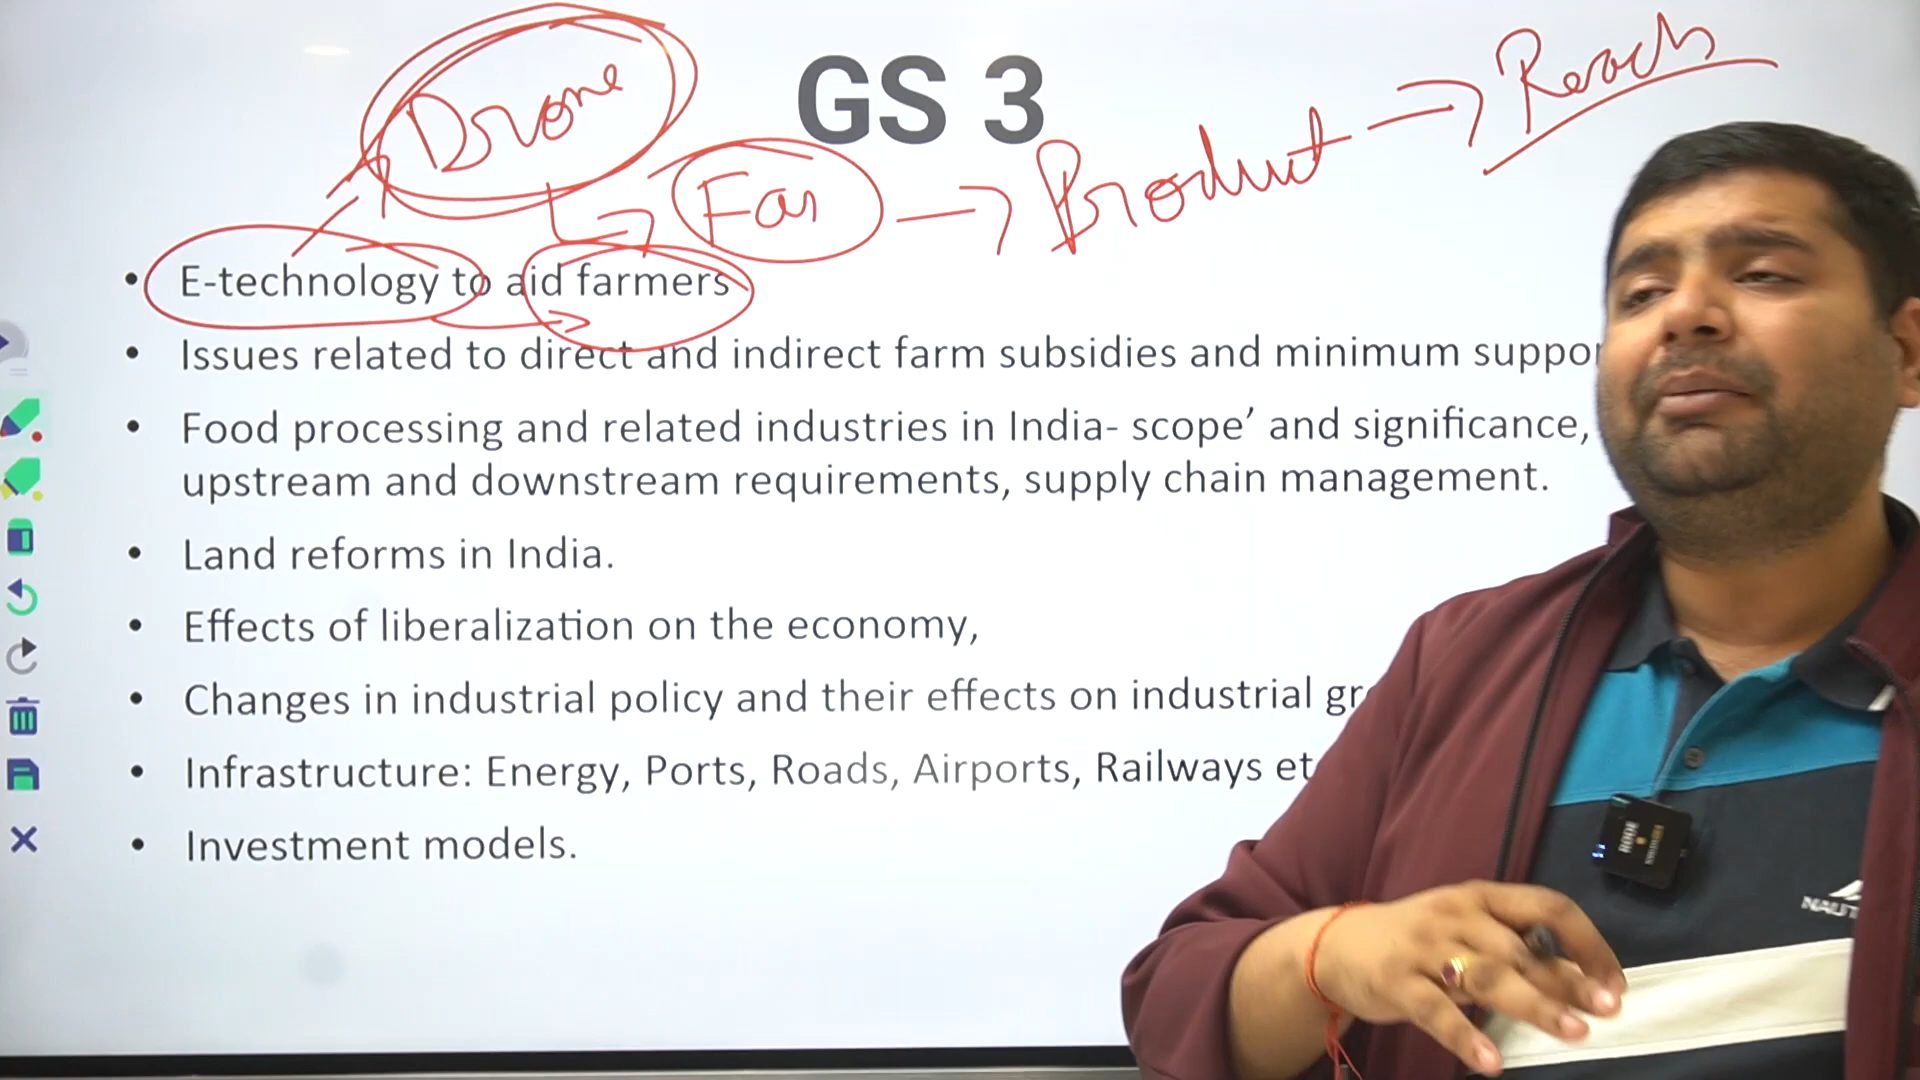 Drone
GS 3
Reach
Far
Product
• E-technology to aid farmers
• Issues related to direct and indirect farm subsidies and minimum suppor
• Food processing and related industries in India- scope’ and significance,
upstream and downstream requirements, supply chain management.
• Land reforms in India.
• Effects of liberalization on the economy,
• Changes in industrial policy and their effects on industrial gr
• Infrastructure: Energy, Ports, Roads, Airports, Railways et
• Investment models.
RODE
NAUT